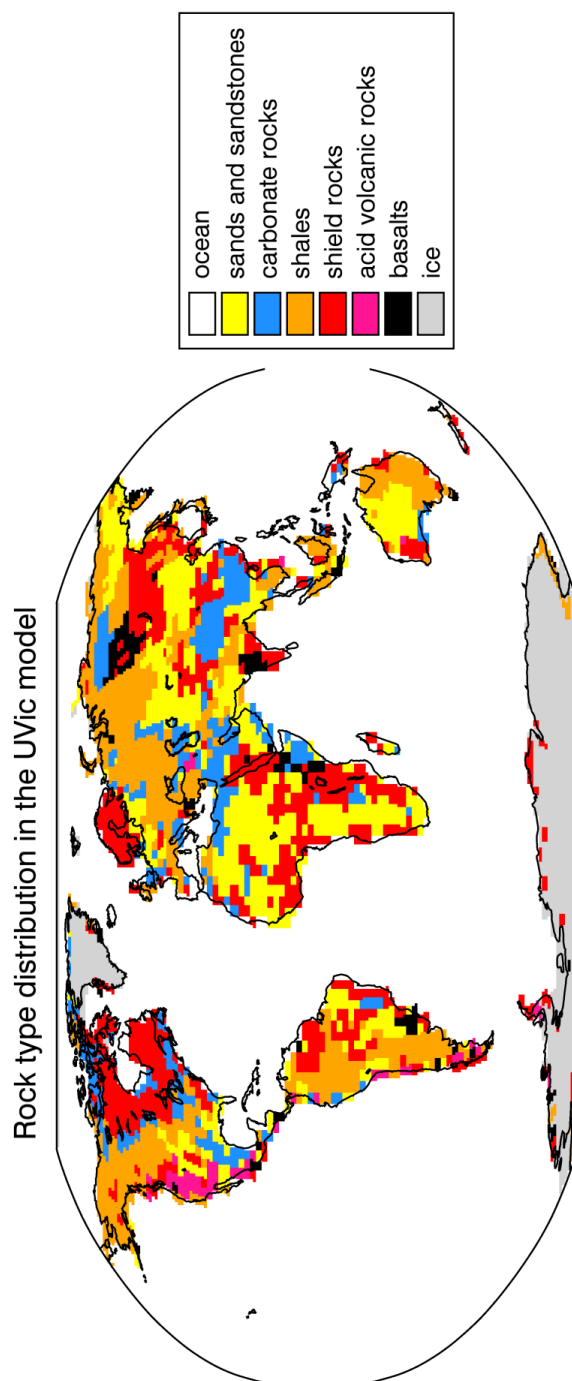 Rock type distribution in the UVic model
ocean
sands and sandstones
carbonate rocks
shales
shield rocks
acid volcanic rocks
basalts
ice